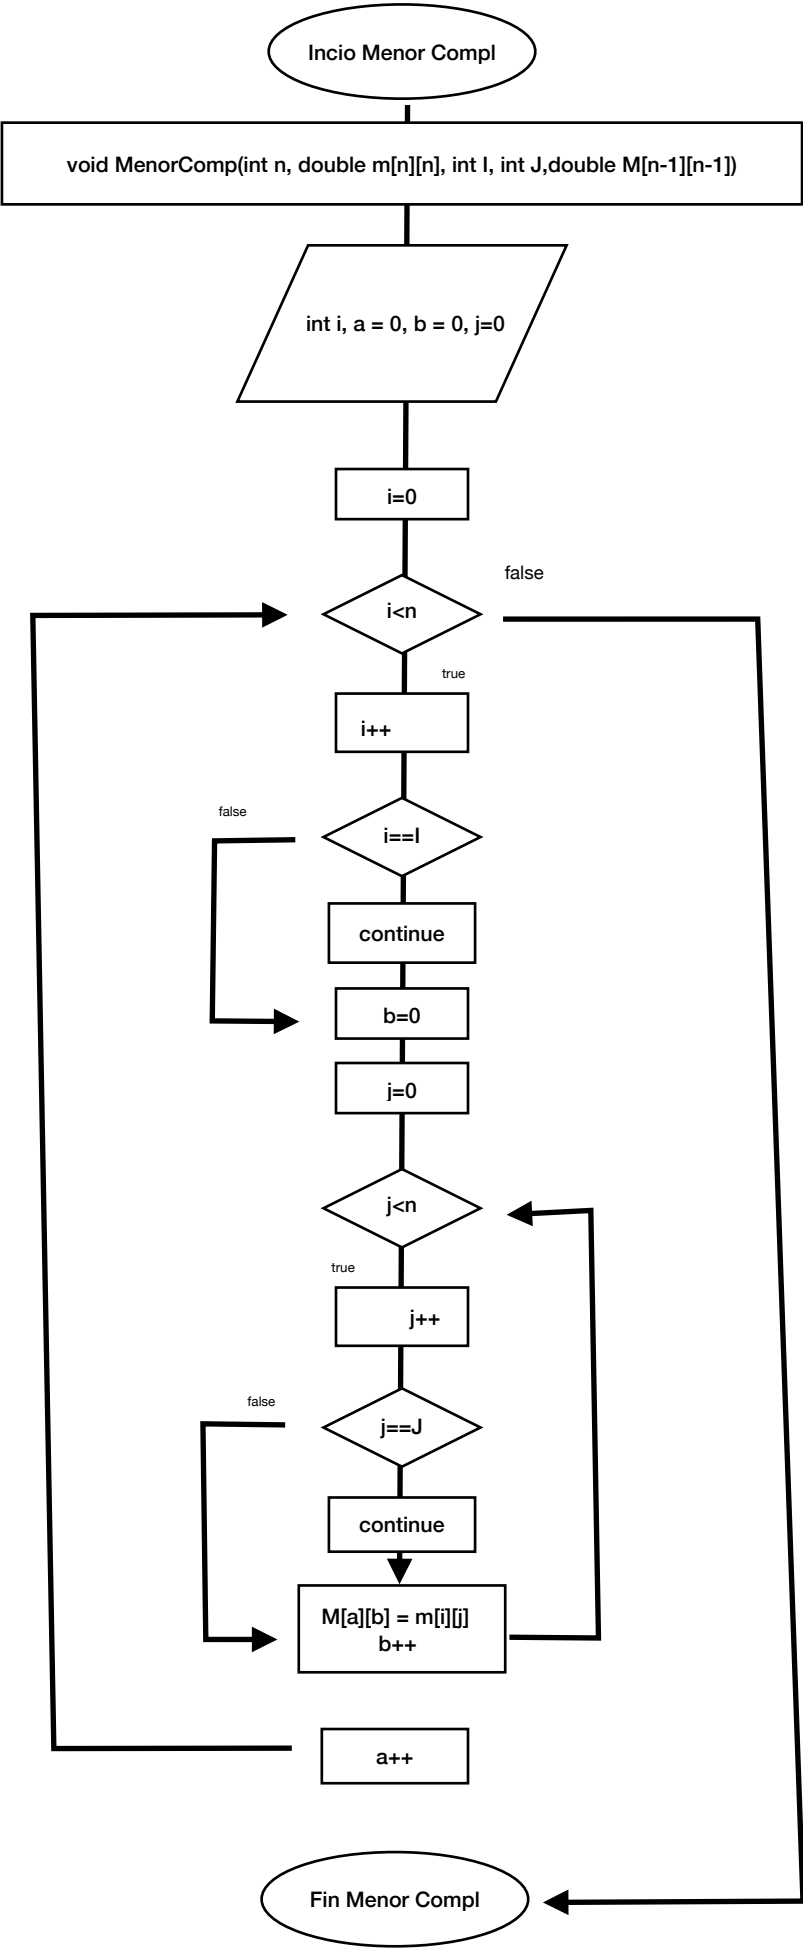 Incio Menor Compl
void MenorComp(int n, double m[n][n], int I, int J,double M[n-1][n-1])
int i, a = 0, b = 0, j=0
i=0
false
i<n
true
i++
false
i==I
continue
b=0
j=0
j<n
true
j++
false
j==J
continue
M[a][b] = m[i][j]
b++
a++
Fin Menor Compl